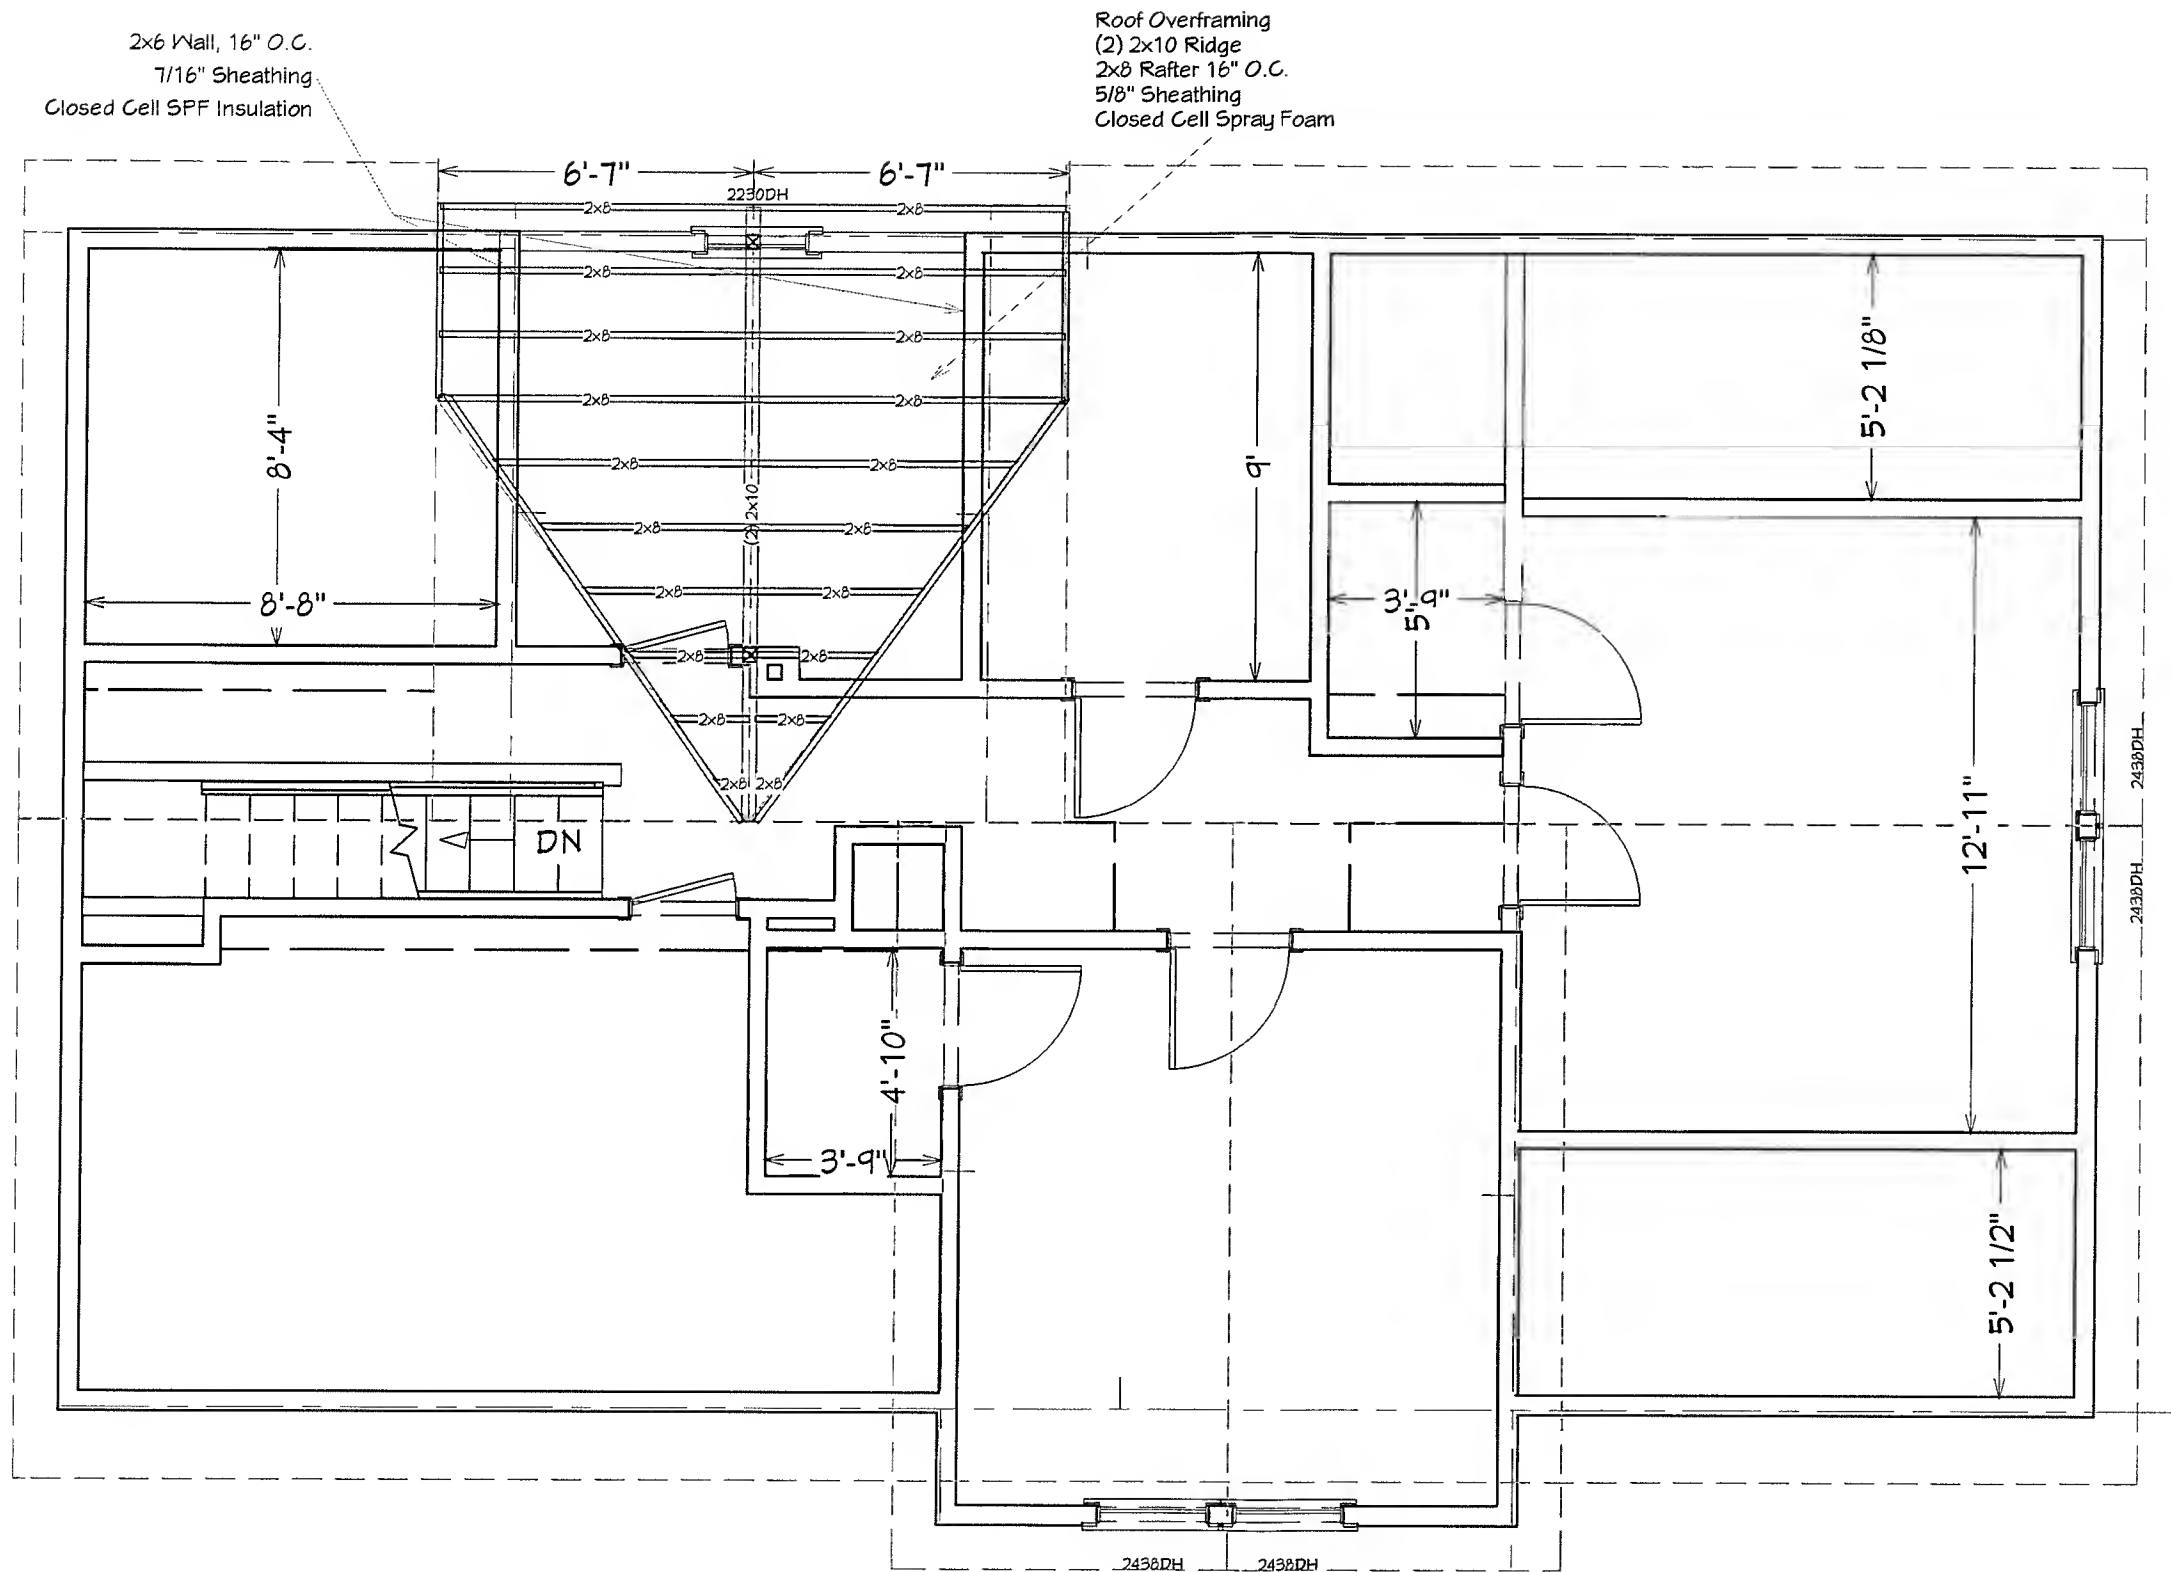 2x6 Wall, 16" O.C.
7/16" Sheathing
Closed Cell SPF Insulation
Roof Overframing
(2) 2x10 Ridge
2x8 Rafter 16" O.C.
5/8" Sheathing
Closed Cell Spray Foam
6'-7" 6'-7"
2230DH
2x8 2x8
2x8 2x8
2x8 2x8
2x8 2x8
2x8 2x8
(2) 2x10
2x8 2x8
2x8 2x8
2x8 2x8
2x8 2x8
2x8 2x8
8'-4"
8'-8"
9'
5'-2 1/8"
3'-9"
5'-
12'-11"
2438DH
2438DH
DN
4'-10"
3'-9"
5'-2 1/2"
2438DH 2438DH